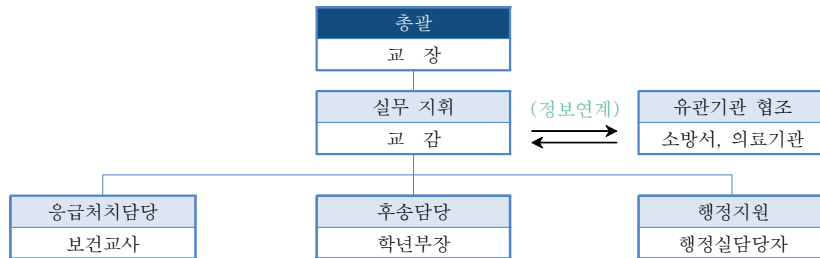 총괄
교 장
실무 지휘
교 감
(정보연계)
유관기관 협조
소방서, 의료기관
응급처치담당
보건교사
후송담당
학년부장
행정지원
행정실담당자